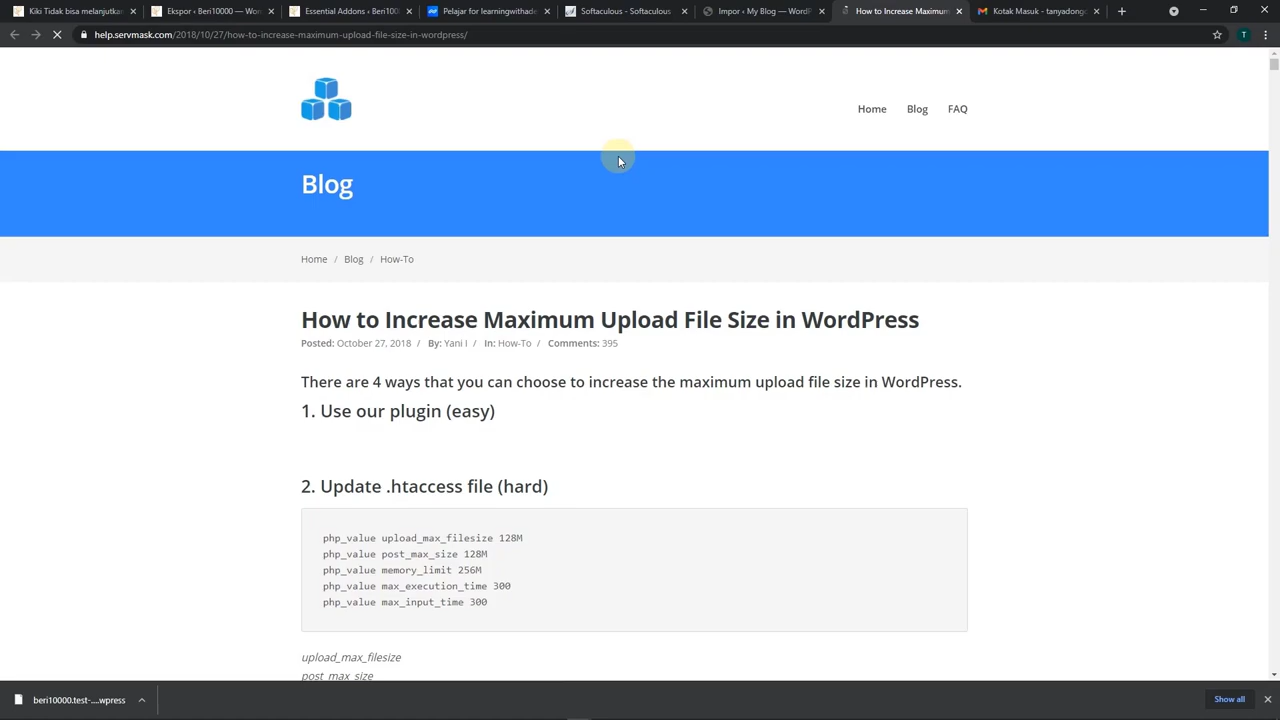 Kiki Tidak bisa melanjutkan
Ekspor ‹ Beri10000 — Wor
Essential Addons ‹ Beri100
Pelajar for learningwithade
Softaculous - Softaculous
Impor ‹ My Blog — WordP
How to Increase Maximum
Kotak Masuk - tanyadong
help.servmask.com/2018/10/27/how-to-increase-maximum-upload-file-size-in-wordpress/
T
Home
Blog
FAQ
Blog
Home / Blog / How-To
How to Increase Maximum Upload File Size in WordPress
Posted: October 27, 2018 / By: Yani I / In: How-To / Comments: 395
There are 4 ways that you can choose to increase the maximum upload file size in WordPress.
1. Use our plugin (easy)
2. Update .htaccess file (hard)
php_value upload_max_filesize 128M
php_value post_max_size 128M
php_value memory_limit 256M
php_value max_execution_time 300
php_value max_input_time 300
upload_max_filesize
post_max_size
beri10000.test-....wpress
Show all